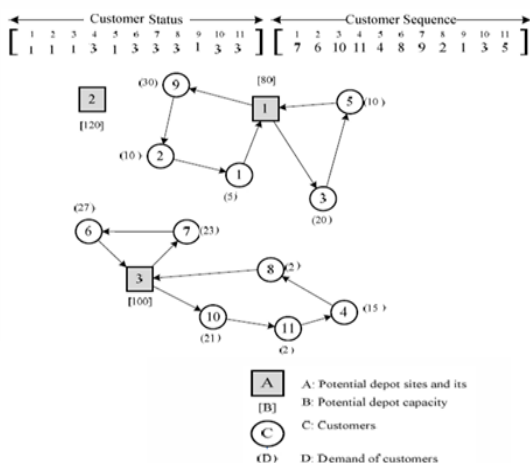 Customer Status Customer Sequence
1 2 3 4 5 6 7 8 9 10 11 1 2 3 4 5 6 7 8 9 10 11
[ 1 1 1 3 1 3 3 3 1 3 3 ] [ 7 6 10 11 4 8 9 2 1 3 5 ]
(30) 9 [80]
2 1 5 (10)
[120]
(10) 2 1
(5) 3
(20)
(27)
6 7 (23)
3 8 (2)
[100]
10 11 4 (15)
(21) (2)
A A: Potential depot sites and its
[B] B: Potential depot capacity
C C: Customers
(D) D: Demand of customers